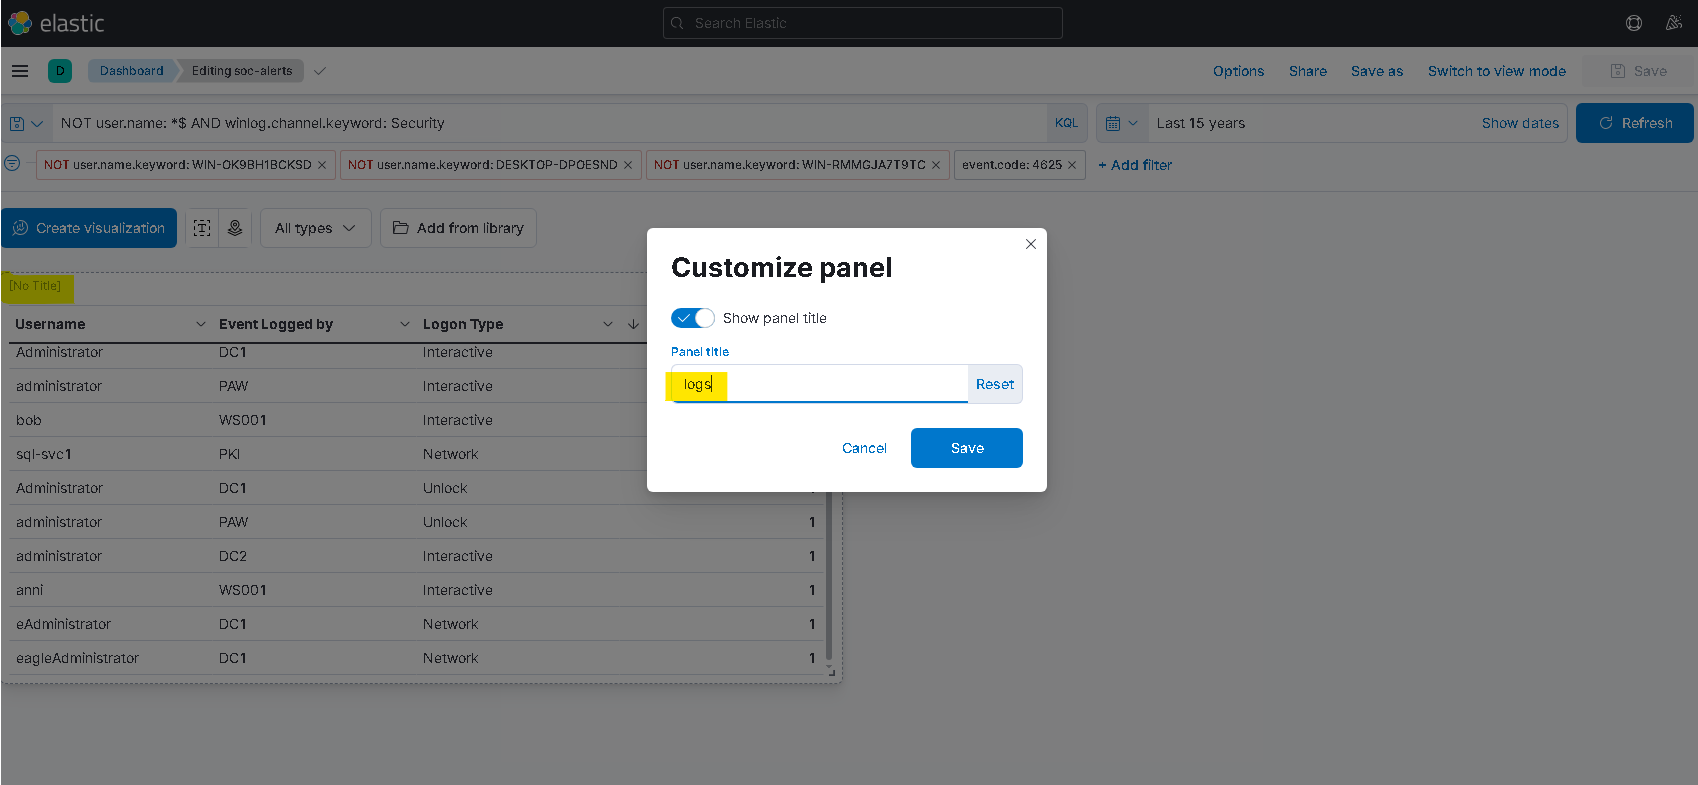 elastic
Search Elastic
D
Dashboard
Editing soc-alerts
Options
Share
Save as
Switch to view mode
Save
NOT user.name: *$ AND winlog.channel.keyword: Security
KQL
Last 15 years
Show dates
Refresh
NOT user.name.keyword: WIN-OK9BH1BCKSD
NOT user.name.keyword: DESKTOP-DPOESND
NOT user.name.keyword: WIN-RMMGJA7T9TC
event.code: 4625
+ Add filter
Create visualization
All types
Add from library
[No Title]
Username Event Logged by Logon Type
Administrator DC1 Interactive
administrator PAW Interactive
bob WS001 Interactive
sql-svc1 PKI Network
Administrator DC1 Unlock
administrator PAW Unlock 1
administrator DC2 Interactive 1
anni WS001 Interactive 1
eAdministrator DC1 Network 1
eagleAdministrator DC1 Network 1
Customize panel
Show panel title
Panel title
logs
Reset
Cancel
Save